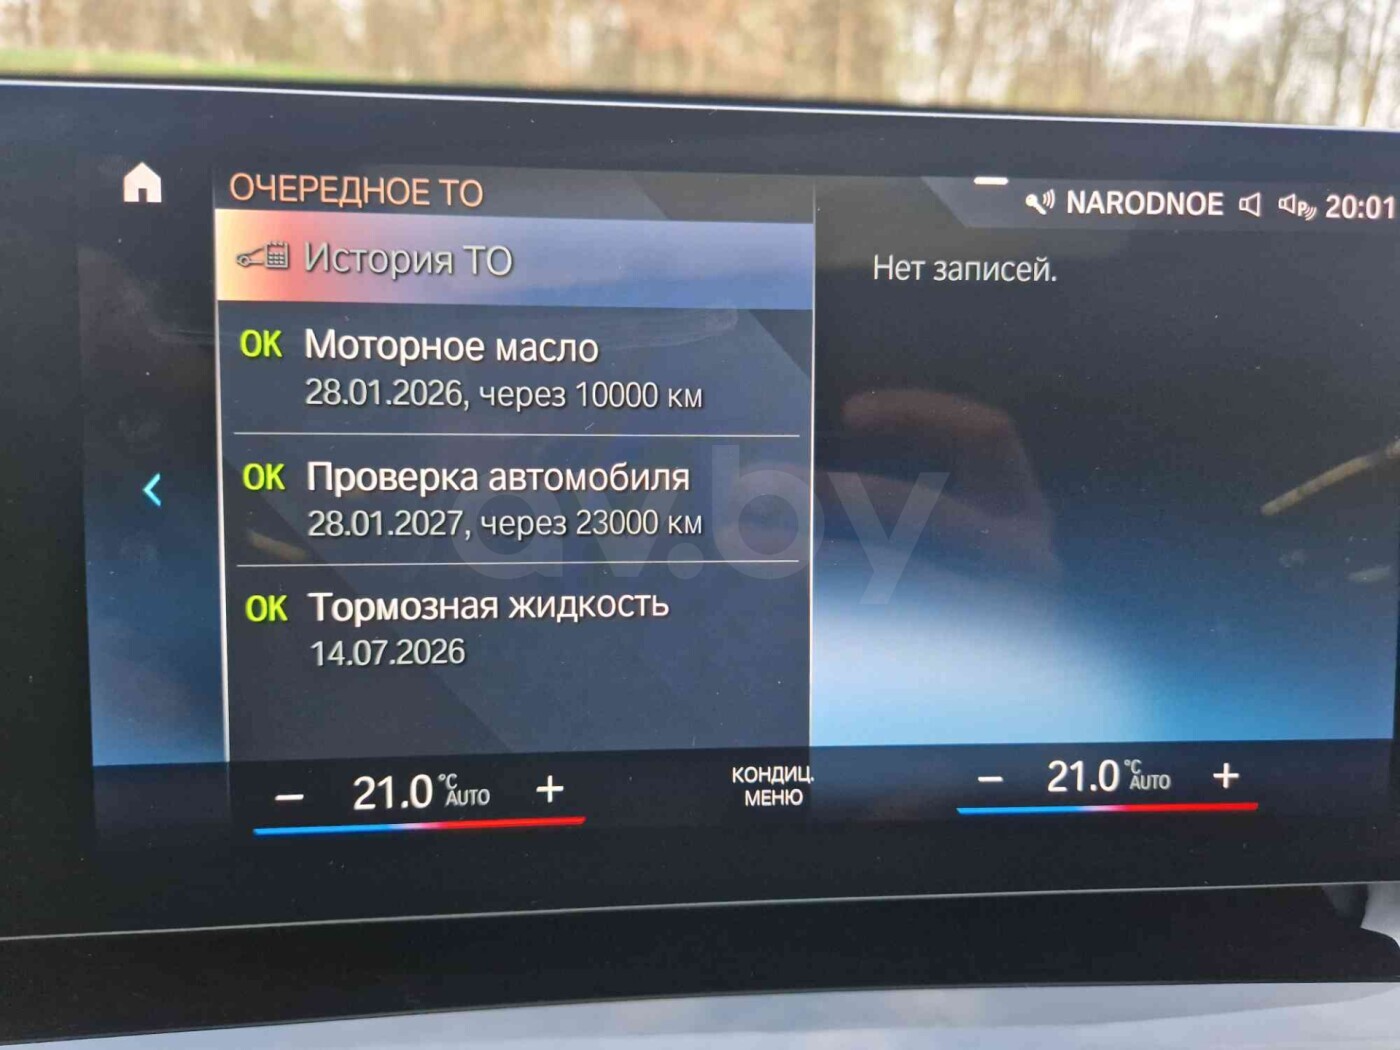 ОЧЕРЕДНОЕ ТО
NARODNOE 20:01
История ТО
Нет записей.
OK Моторное масло
28.01.2026, через 10000 км
OK Проверка автомобиля
28.01.2027, через 23000 км
OK Тормозная жидкость
14.07.2026
av.by
- 21.0 °C AUTO +
КОНДИЦ.
МЕНЮ
- 21.0 °C AUTO +